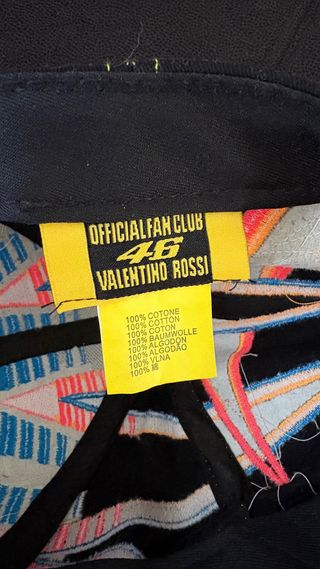 OFFICIAL FAN CLUB
46
VALENTINO ROSSI
100% COTONE
100% COTTON
100% COTON
100% BAUMWOLLE
100% ALGODON
100% ALGODÃO
100% VLNA
100% 綿